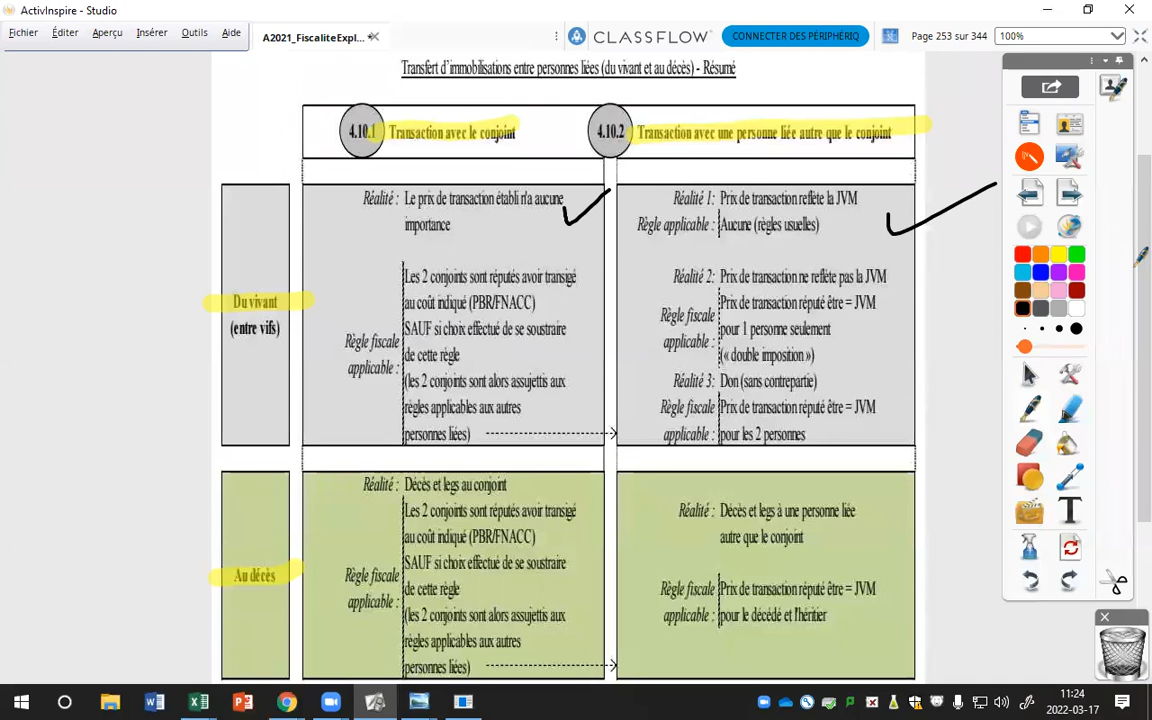 ActivInspire - Studio
Fichier Éditer Aperçu Insérer Outils Aide
A2021_FiscaliteExpl...
CLASSFLOW
CONNECTER DES PÉRIPHÉRIQ
Page 253 sur 344
100%
Transfert d'immobilisations entre personnes liées (du vivant et au décès) - Résumé
4.10.1 Transaction avec le conjoint
4.10.2 Transaction avec une personne liée autre que le conjoint
Du vivant
(entre vifs)
Réalité : Le prix de transaction établi n'a aucune
importance
Règle fiscale
applicable :
Les 2 conjoints sont réputés avoir transigé
au coût indiqué (PBR/FNACC)
SAUF si choix effectué de se soustraire
de cette règle
(les 2 conjoints sont alors assujettis aux
règles applicables aux autres
personnes liées)
Réalité 1: Prix de transaction reflète la JVM
Règle applicable : Aucune (règles usuelles)
Réalité 2: Prix de transaction ne reflète pas la JVM
Règle fiscale
applicable :
Prix de transaction réputé être = JVM
pour 1 personne seulement
(« double imposition »)
Réalité 3: Don (sans contrepartie)
Règle fiscale
applicable :
Prix de transaction réputé être = JVM
pour les 2 personnes
Au décès
Réalité : Décès et legs au conjoint
Règle fiscale
applicable :
Les 2 conjoints sont réputés avoir transigé
au coût indiqué (PBR/FNACC)
SAUF si choix effectué de se soustraire
de cette règle
(les 2 conjoints sont alors assujettis aux
règles applicables aux autres
personnes liées)
Réalité : Décès et legs à une personne liée
autre que le conjoint
Règle fiscale
applicable :
Prix de transaction réputé être = JVM
pour le décédé et l'héritier
11:24
2022-03-17